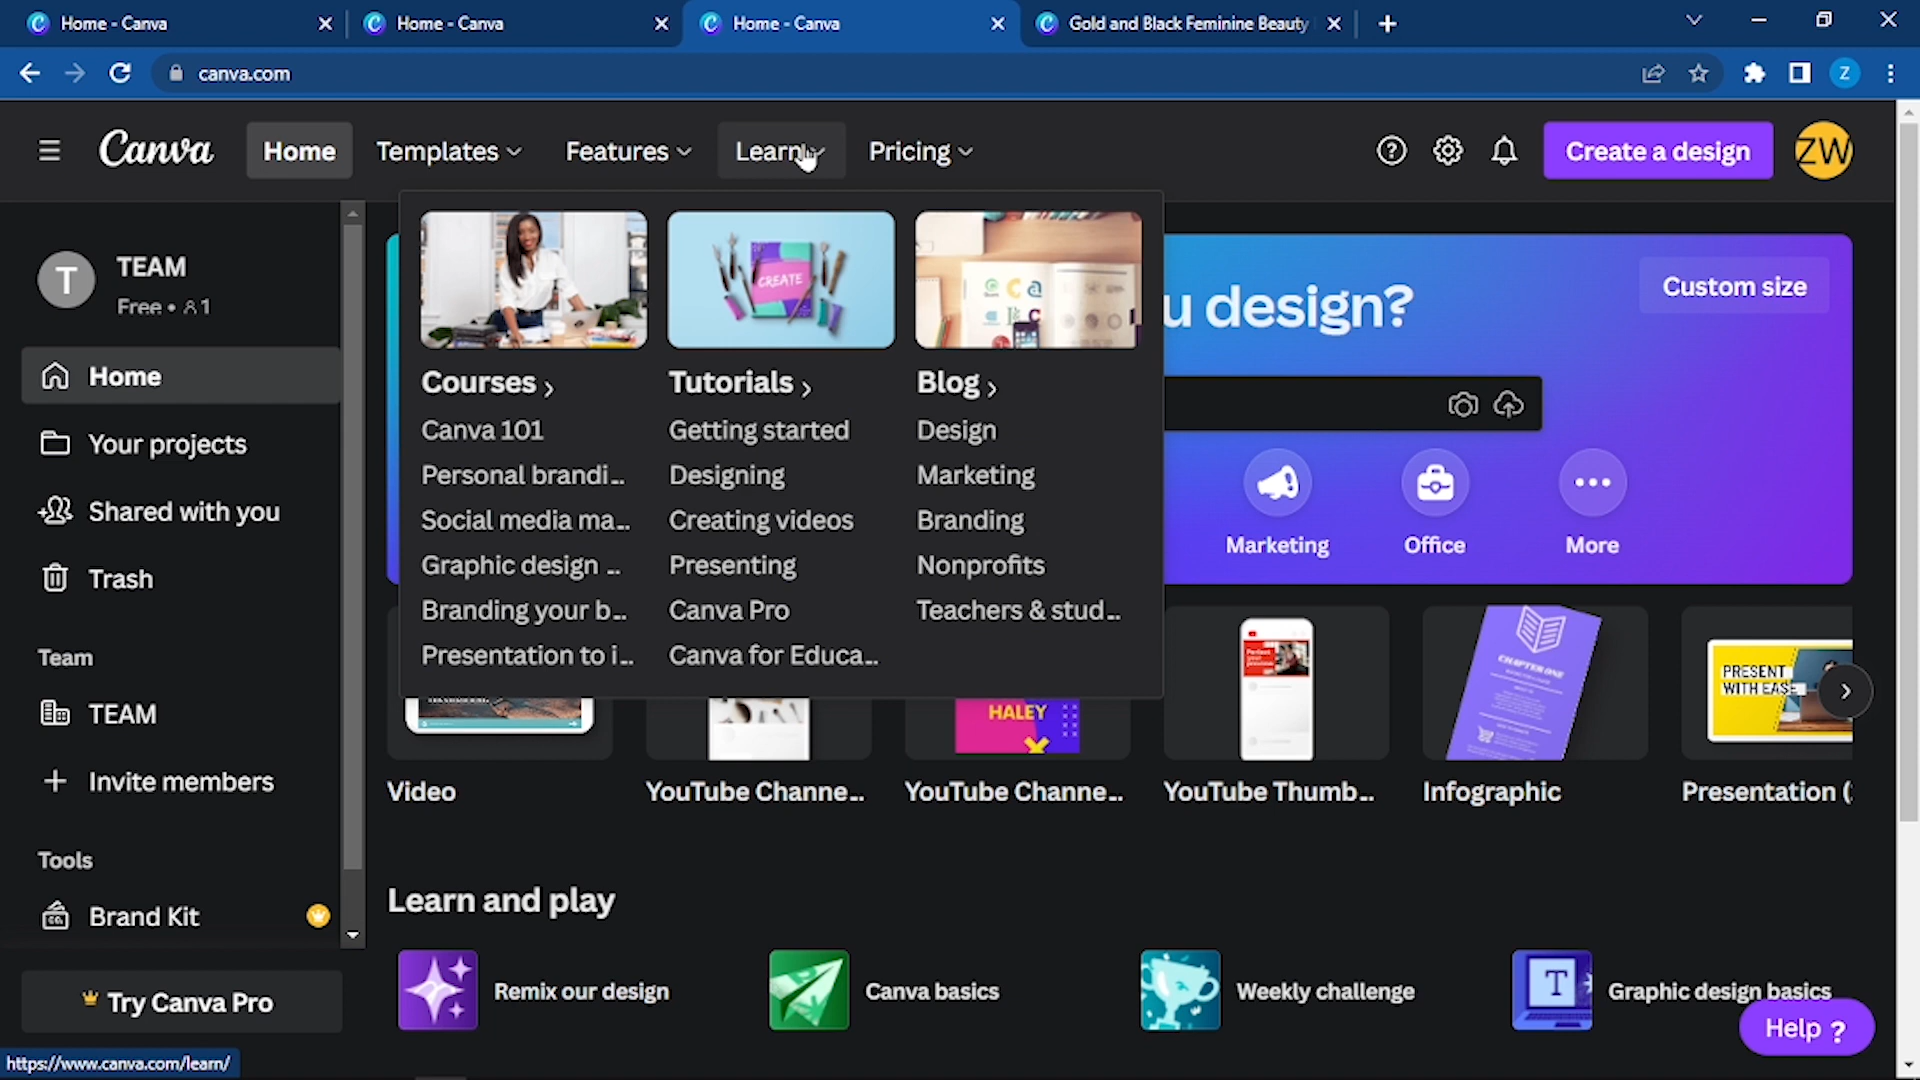 Home - Canva
Home - Canva
Home - Canva
Gold and Black Feminine Beauty
canva.com
Z
Canva
Home
Templates
Features
Learn
Pricing
Create a design
ZW
T
TEAM
Free • 1
Home
Your projects
Shared with you
Trash
Team
TEAM
Invite members
Tools
Brand Kit
Try Canva Pro
https://www.canva.com/learn/
CREATE
Courses
Canva 101
Personal brandi...
Social media ma...
Graphic design ...
Branding your b...
Presentation to i...
Tutorials
Getting started
Designing
Creating videos
Presenting
Canva Pro
Canva for Educa...
Blog
Design
Marketing
Branding
Nonprofits
Teachers & stud...
u design?
Custom size
Marketing
Office
More
HALEY
CHAPTER ONE
PRESENT
WITH EASE
Video
YouTube Channe...
YouTube Channe...
YouTube Thumb...
Infographic
Presentation (
Learn and play
Remix our design
Canva basics
Weekly challenge
T
Graphic design basics
Help ?